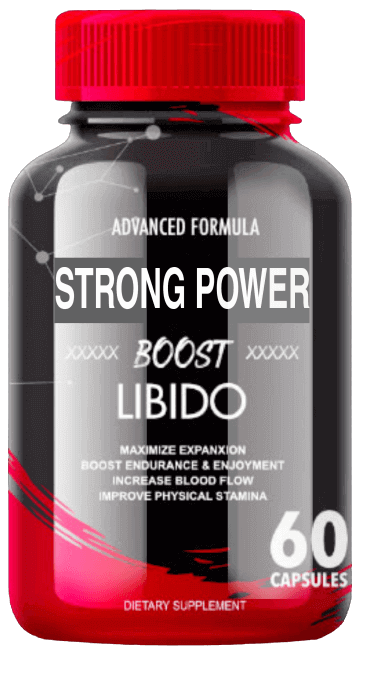 ADVANCED FORMULA
STRONG POWER
XXXXX BOOST XXXXX
LIBIDO
MAXIMIZE EXPANXION
BOOST ENDURANCE & ENJOYMENT
INCREASE BLOOD FLOW
IMPROVE PHYSICAL STAMINA
60
CAPSULES
DIETARY SUPPLEMENT